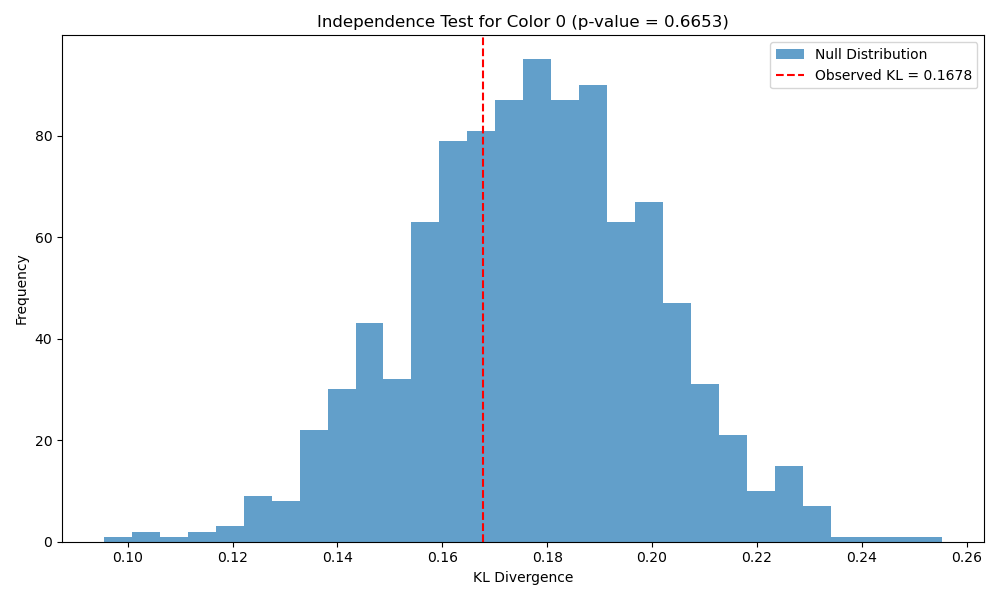 Independence Test for Color 0 (p-value = 0.6653)
Null Distribution
Observed KL = 0.1678
Frequency
80
60
40
20
0
0.10 0.12 0.14 0.16 0.18 0.20 0.22 0.24 0.26
KL Divergence